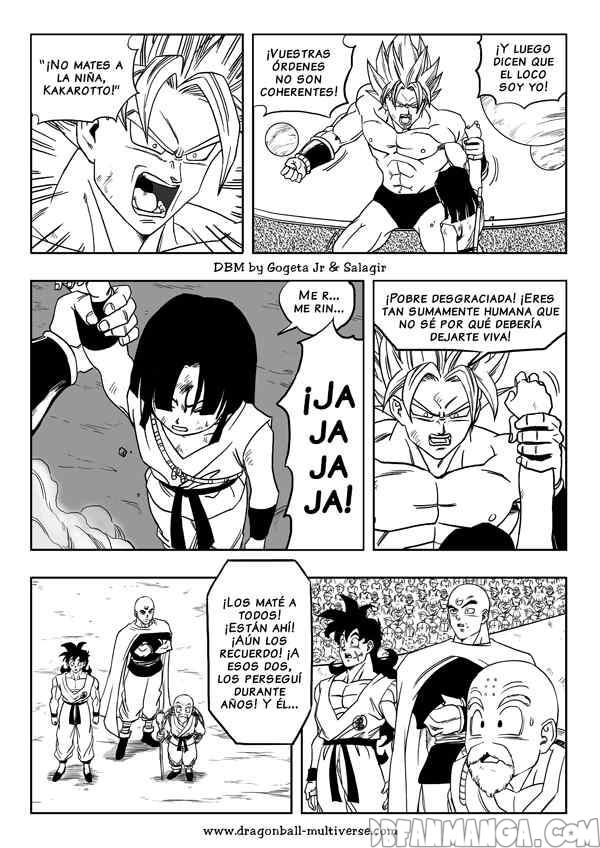 "¡NO MATES A
LA NIÑA,
KAKAROTTO!"
¡VUESTRAS
ÓRDENES
NO SON
COHERENTES!
¡Y LUEGO
DICEN QUE
EL LOCO
SOY YO!
DBM by Gogeta Jr & Salagir
ME R...
ME RIN...
¡JA
JA
JA
JA!
¡POBRE DESGRACIADA! ¡ERES
TAN SUMAMENTE HUMANA QUE
NO SÉ POR QUÉ DEBERÍA
DEJARTE VIVA!
¡LOS MATÉ A
TODOS!
¡ESTÁN AHÍ!
¡AÚN LOS
RECUERDO! ¡A
ESOS DOS,
LOS PERSEGUÍ
DURANTE
AÑOS! Y ÉL...
www.dragonball-multiverse.com
DBFANMANGA.COM